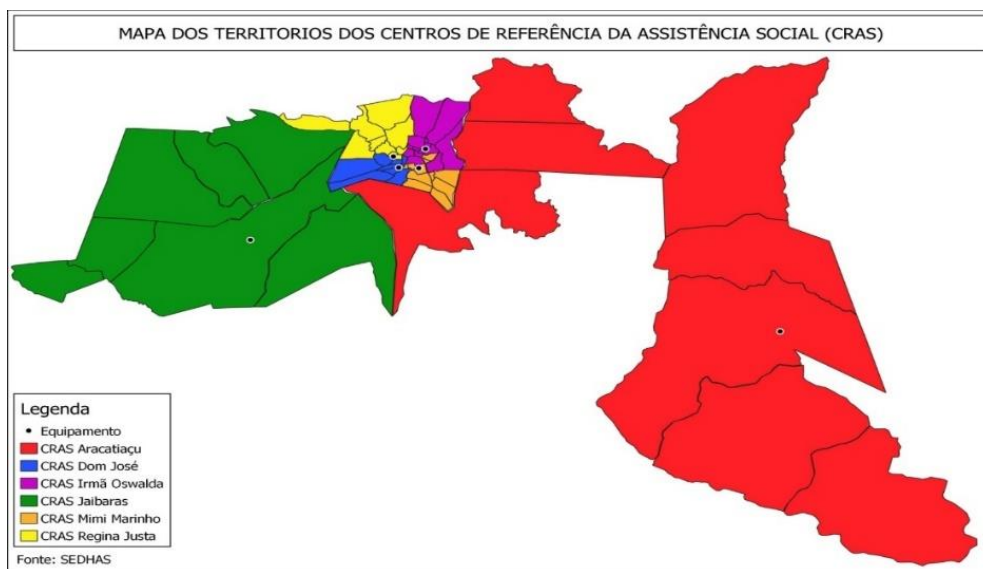 MAPA DOS TERRITORIOS DOS CENTROS DE REFERÊNCIA DA ASSISTÊNCIA SOCIAL (CRAS)
Legenda
Equipamento
CRAS Aracatiaçu
CRAS Dom José
CRAS Irmã Oswalda
CRAS Jaibaras
CRAS Mimi Marinho
CRAS Regina Justa
Fonte: SEDHAS